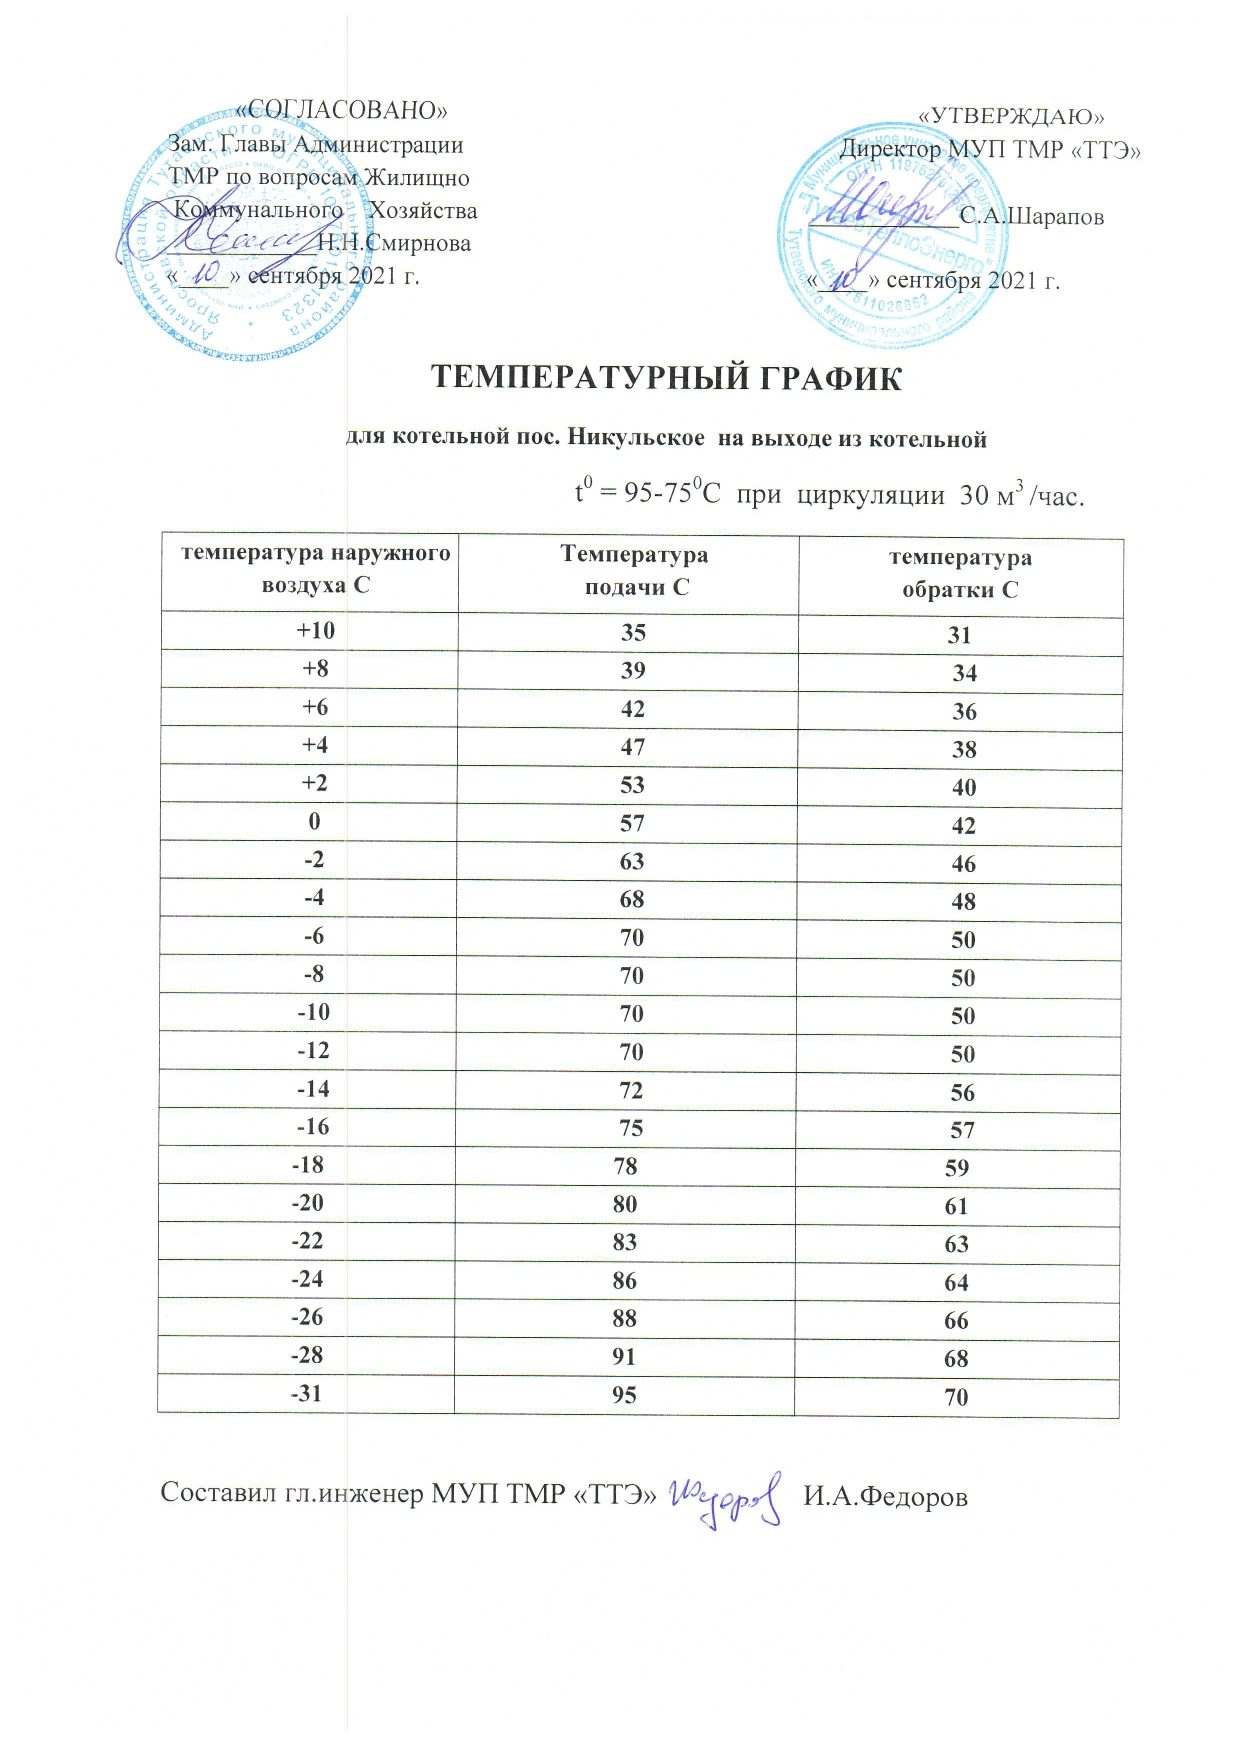 «СОГЛАСОВАНО»
Зам. Главы Администрации
ТМР по вопросам Жилищно
Коммунального Хозяйства
______________Н.Н.Смирнова
« 10 » сентября 2021 г.
«УТВЕРЖДАЮ»
Директор МУП ТМР «ТТЭ»
______________С.А.Шарапов
« 10 » сентября 2021 г.
ТЕМПЕРАТУРНЫЙ ГРАФИК
для котельной пос. Никульское на выходе из котельной
t⁰ = 95-75⁰С при циркуляции 30 м³ /час.
температура наружного воздуха С | Температура подачи С | температура обратки С
+10 35 31
+8 39 34
+6 42 36
+4 47 38
+2 53 40
0 57 42
-2 63 46
-4 68 48
-6 70 50
-8 70 50
-10 70 50
-12 70 50
-14 72 56
-16 75 57
-18 78 59
-20 80 61
-22 83 63
-24 86 64
-26 88 66
-28 91 68
-31 95 70
Составил гл.инженер МУП ТМР «ТТЭ» И.А.Федоров